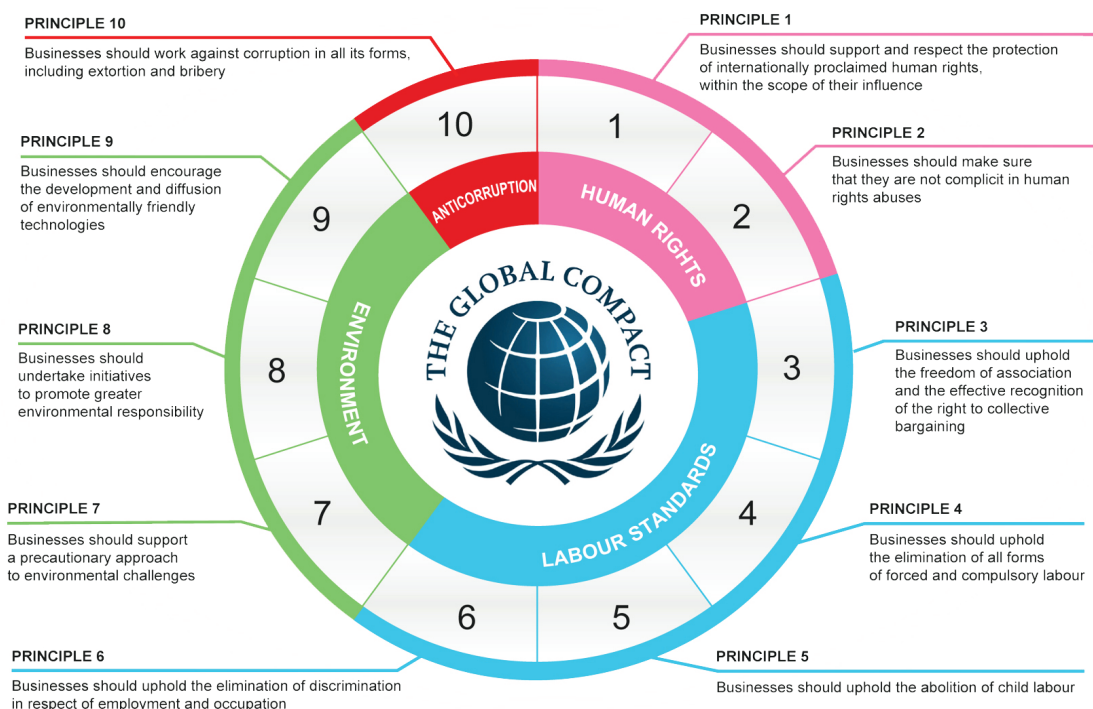 PRINCIPLE 10
Businesses should work against corruption in all its forms,
including extortion and bribery
PRINCIPLE 1
Businesses should support and respect the protection
of internationally proclaimed human rights,
within the scope of their influence
PRINCIPLE 9
Businesses should encourage
the development and diffusion
of environmentally friendly
technologies
PRINCIPLE 2
Businesses should make sure
that they are not complicit in human
rights abuses
PRINCIPLE 8
Businesses should
undertake initiatives
to promote greater
environmental responsibility
PRINCIPLE 3
Businesses should uphold
the freedom of association
and the effective recognition
of the right to collective
bargaining
PRINCIPLE 7
Businesses should support
a precautionary approach
to environmental challenges
PRINCIPLE 4
Businesses should uphold
the elimination of all forms
of forced and compulsory labour
PRINCIPLE 6
Businesses should uphold the elimination of discrimination
in respect of employment and occupation
PRINCIPLE 5
Businesses should uphold the abolition of child labour
10
1
9
2
8
3
7
4
6
5
ANTICORRUPTION
HUMAN RIGHTS
ENVIRONMENT
LABOUR STANDARDS
THE GLOBAL COMPACT